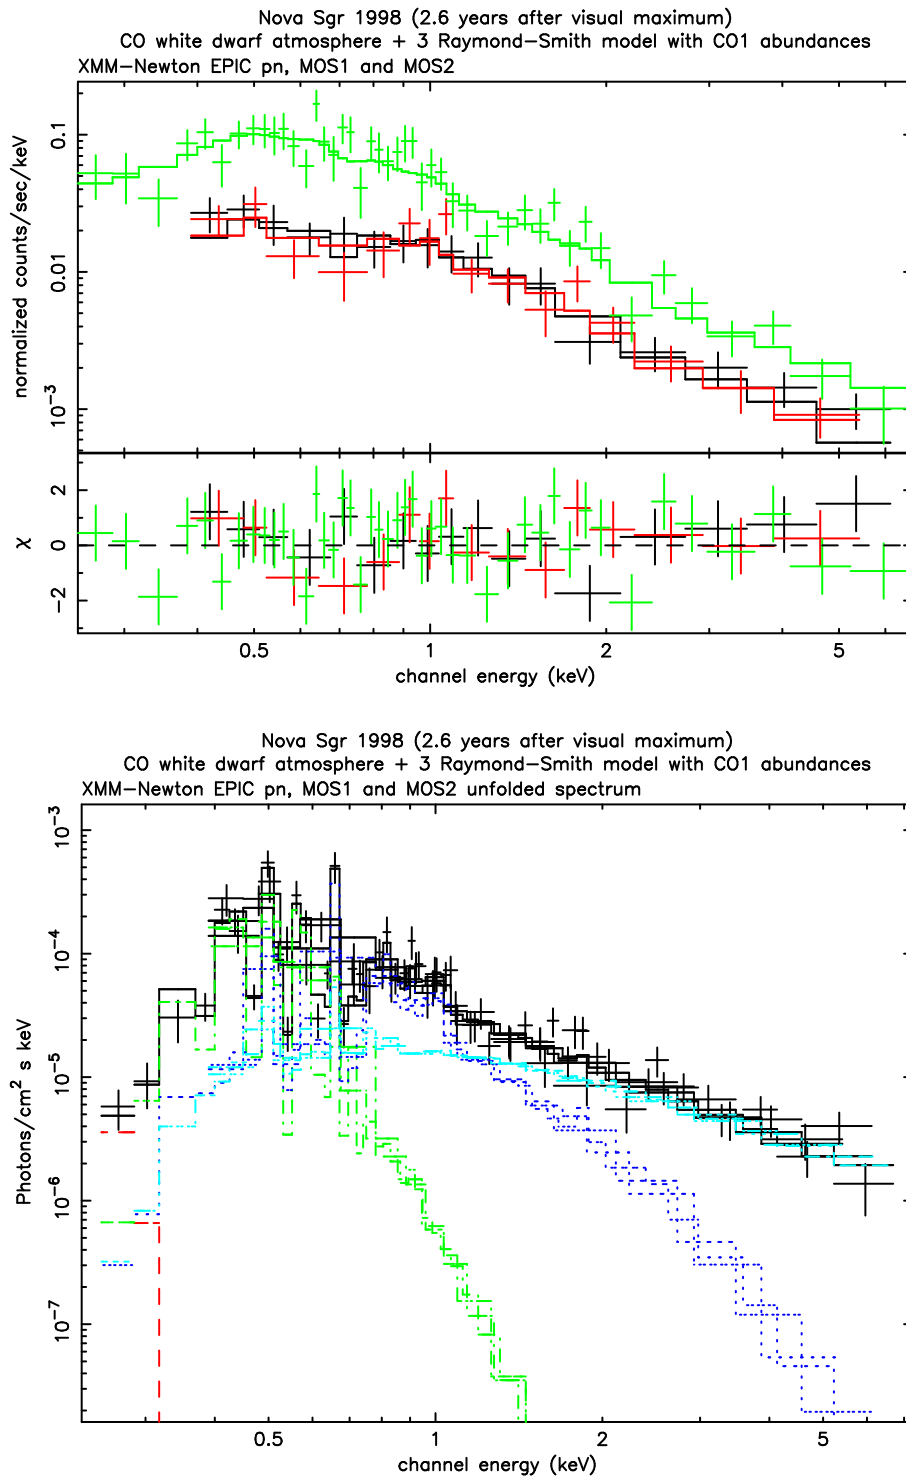 Nova Sgr 1998 (2.6 years after visual maximum)
CO white dwarf atmosphere + 3 Raymond−Smith model with CO1 abundances
XMM−Newton EPIC pn, MOS1 and MOS2
normalized counts/sec/keV
0.1
0.01
10⁻³
χ
2
0
−2
0.5
1
2
5
channel energy (keV)
Nova Sgr 1998 (2.6 years after visual maximum)
CO white dwarf atmosphere + 3 Raymond−Smith model with CO1 abundances
XMM−Newton EPIC pn, MOS1 and MOS2 unfolded spectrum
Photons/cm² s keV
10⁻³
10⁻⁴
10⁻⁵
10⁻⁶
10⁻⁷
0.5
1
2
5
channel energy (keV)